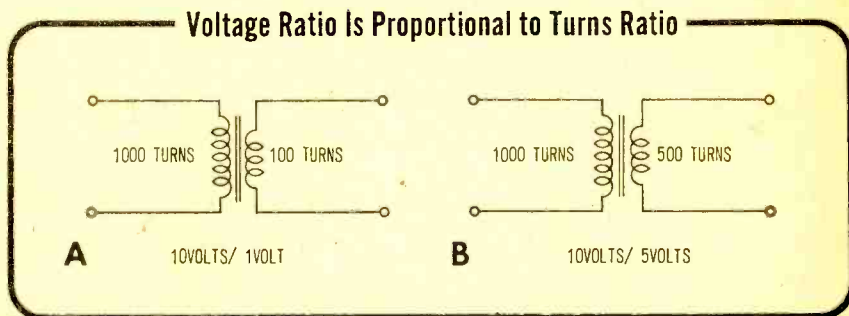 Voltage Ratio Is Proportional to Turns Ratio
1000 TURNS
100 TURNS
1000 TURNS
500 TURNS
A
10VOLTS/ 1VOLT
B
10VOLTS/ 5VOLTS